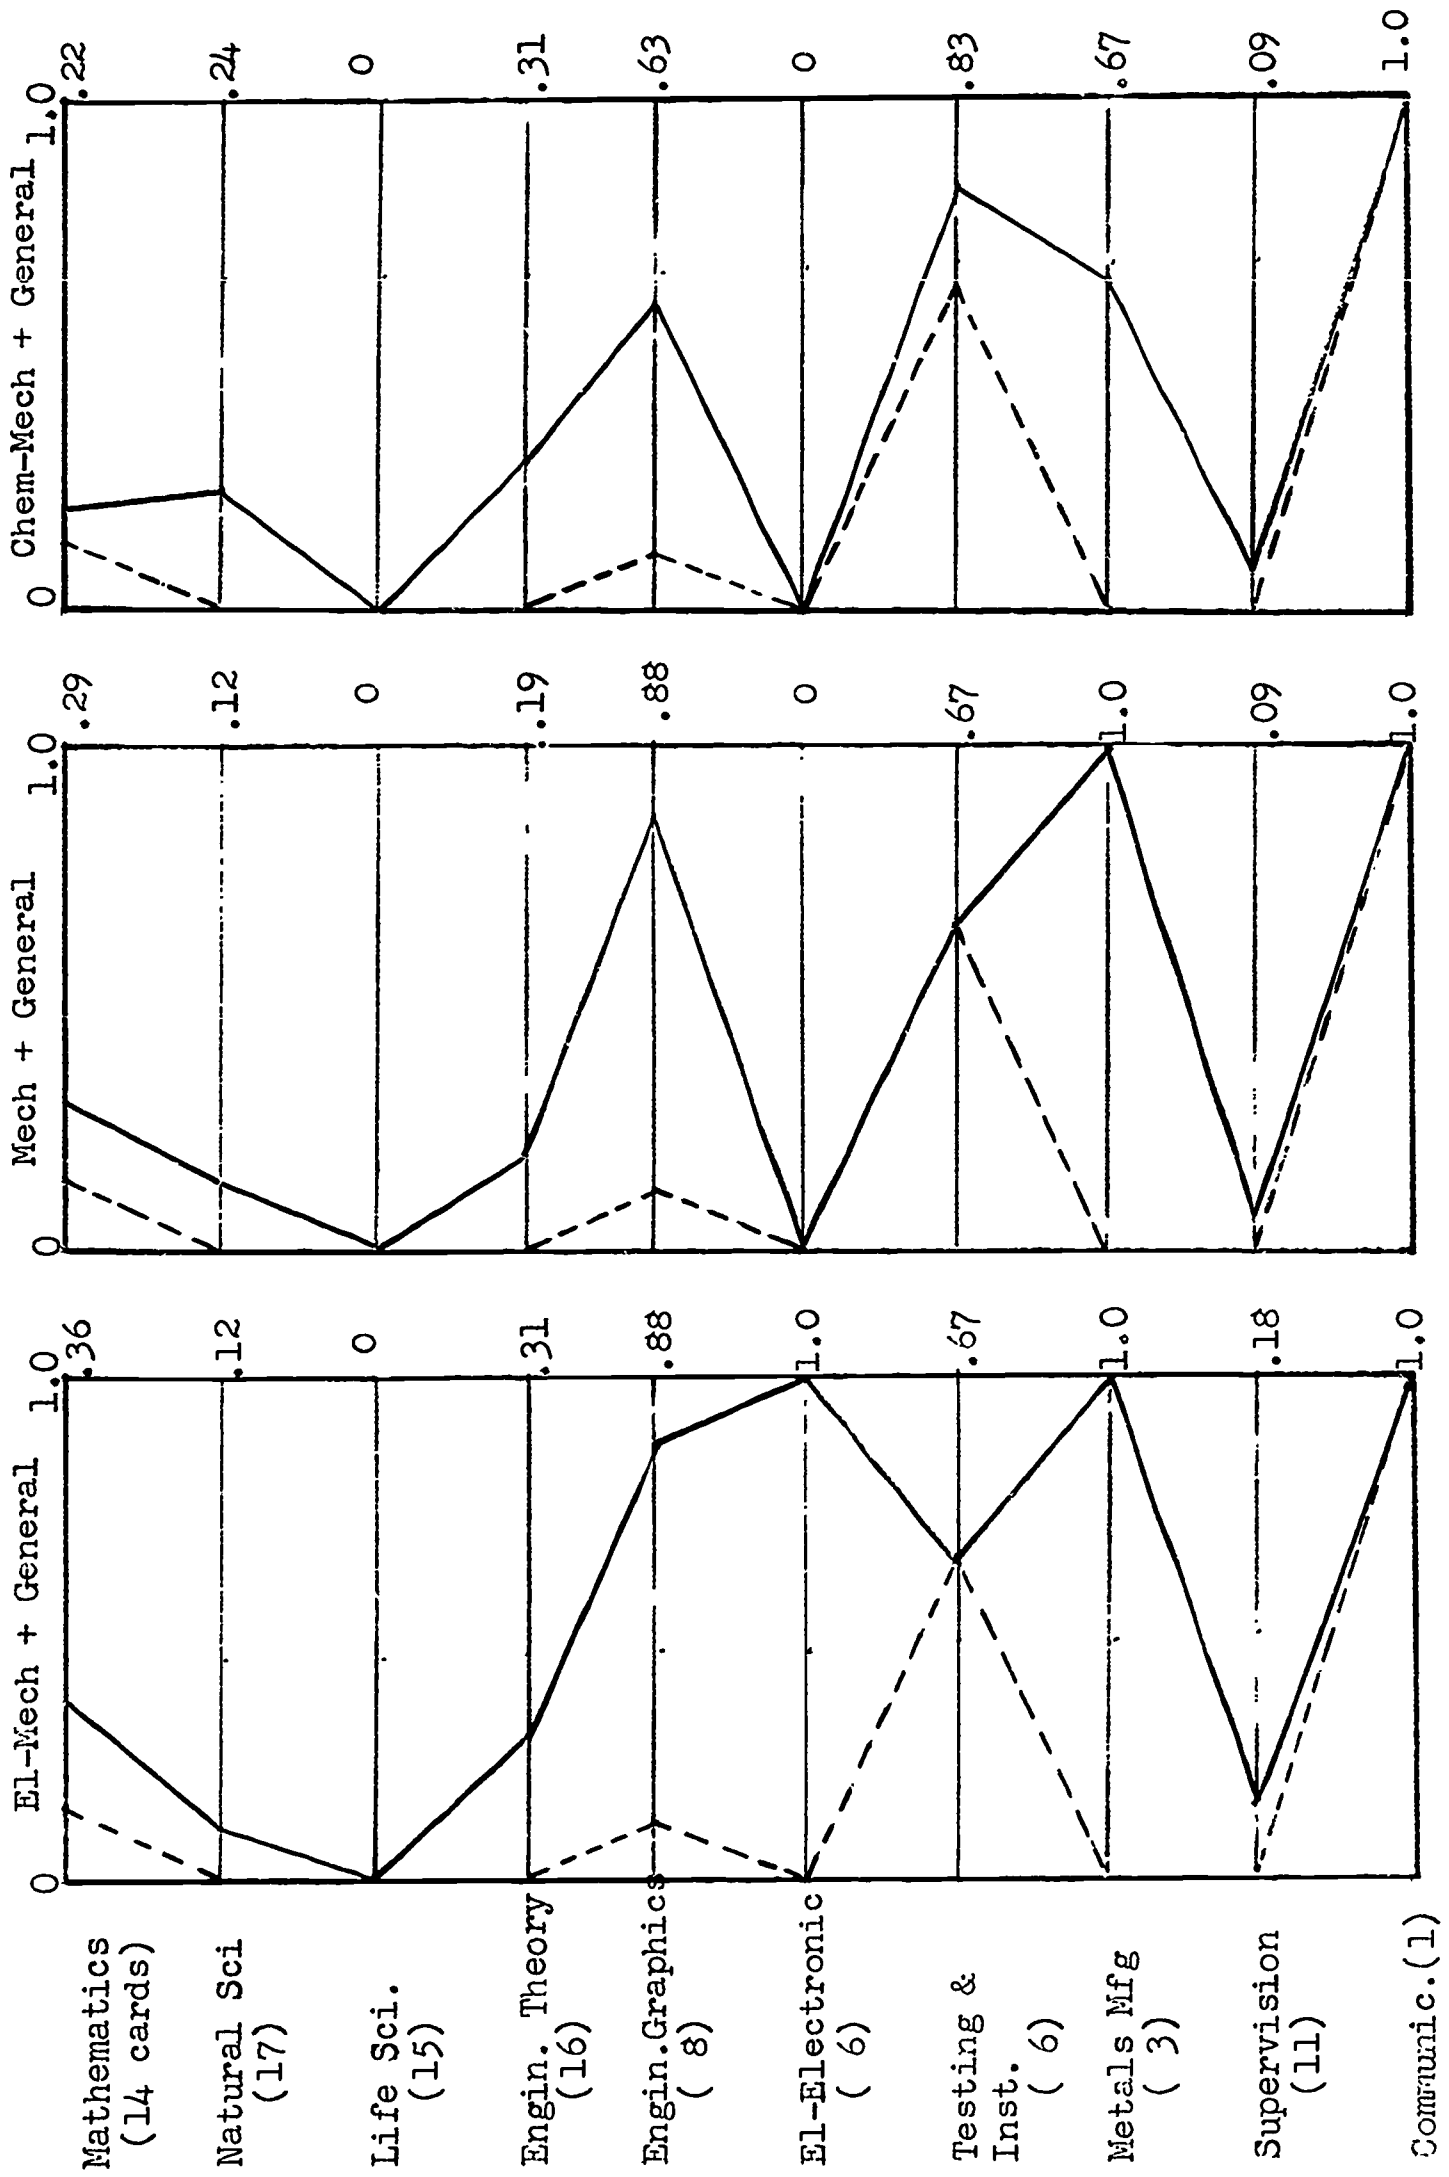 El-Mech + General
0
1.0
.36
.12
0
.31
.88
1.0
.67
1.0
.18
1.0
Mech + General
0
1.0
.29
.12
0
.19
.88
0
.67
1.0
.09
1.0
Chem-Mech + General
0
1.0
.22
.24
0
.31
.63
0
.83
.67
.09
1.0
Mathematics
(14 cards)
Natural Sci
(17)
Life Sci.
(15)
Engin. Theory
(16)
Engin.Graphics
( 8)
El-Electronic
( 6)
Testing &
Inst.
( 6)
Metals Mfg
( 3)
Supervision
(11)
Communic.(1)